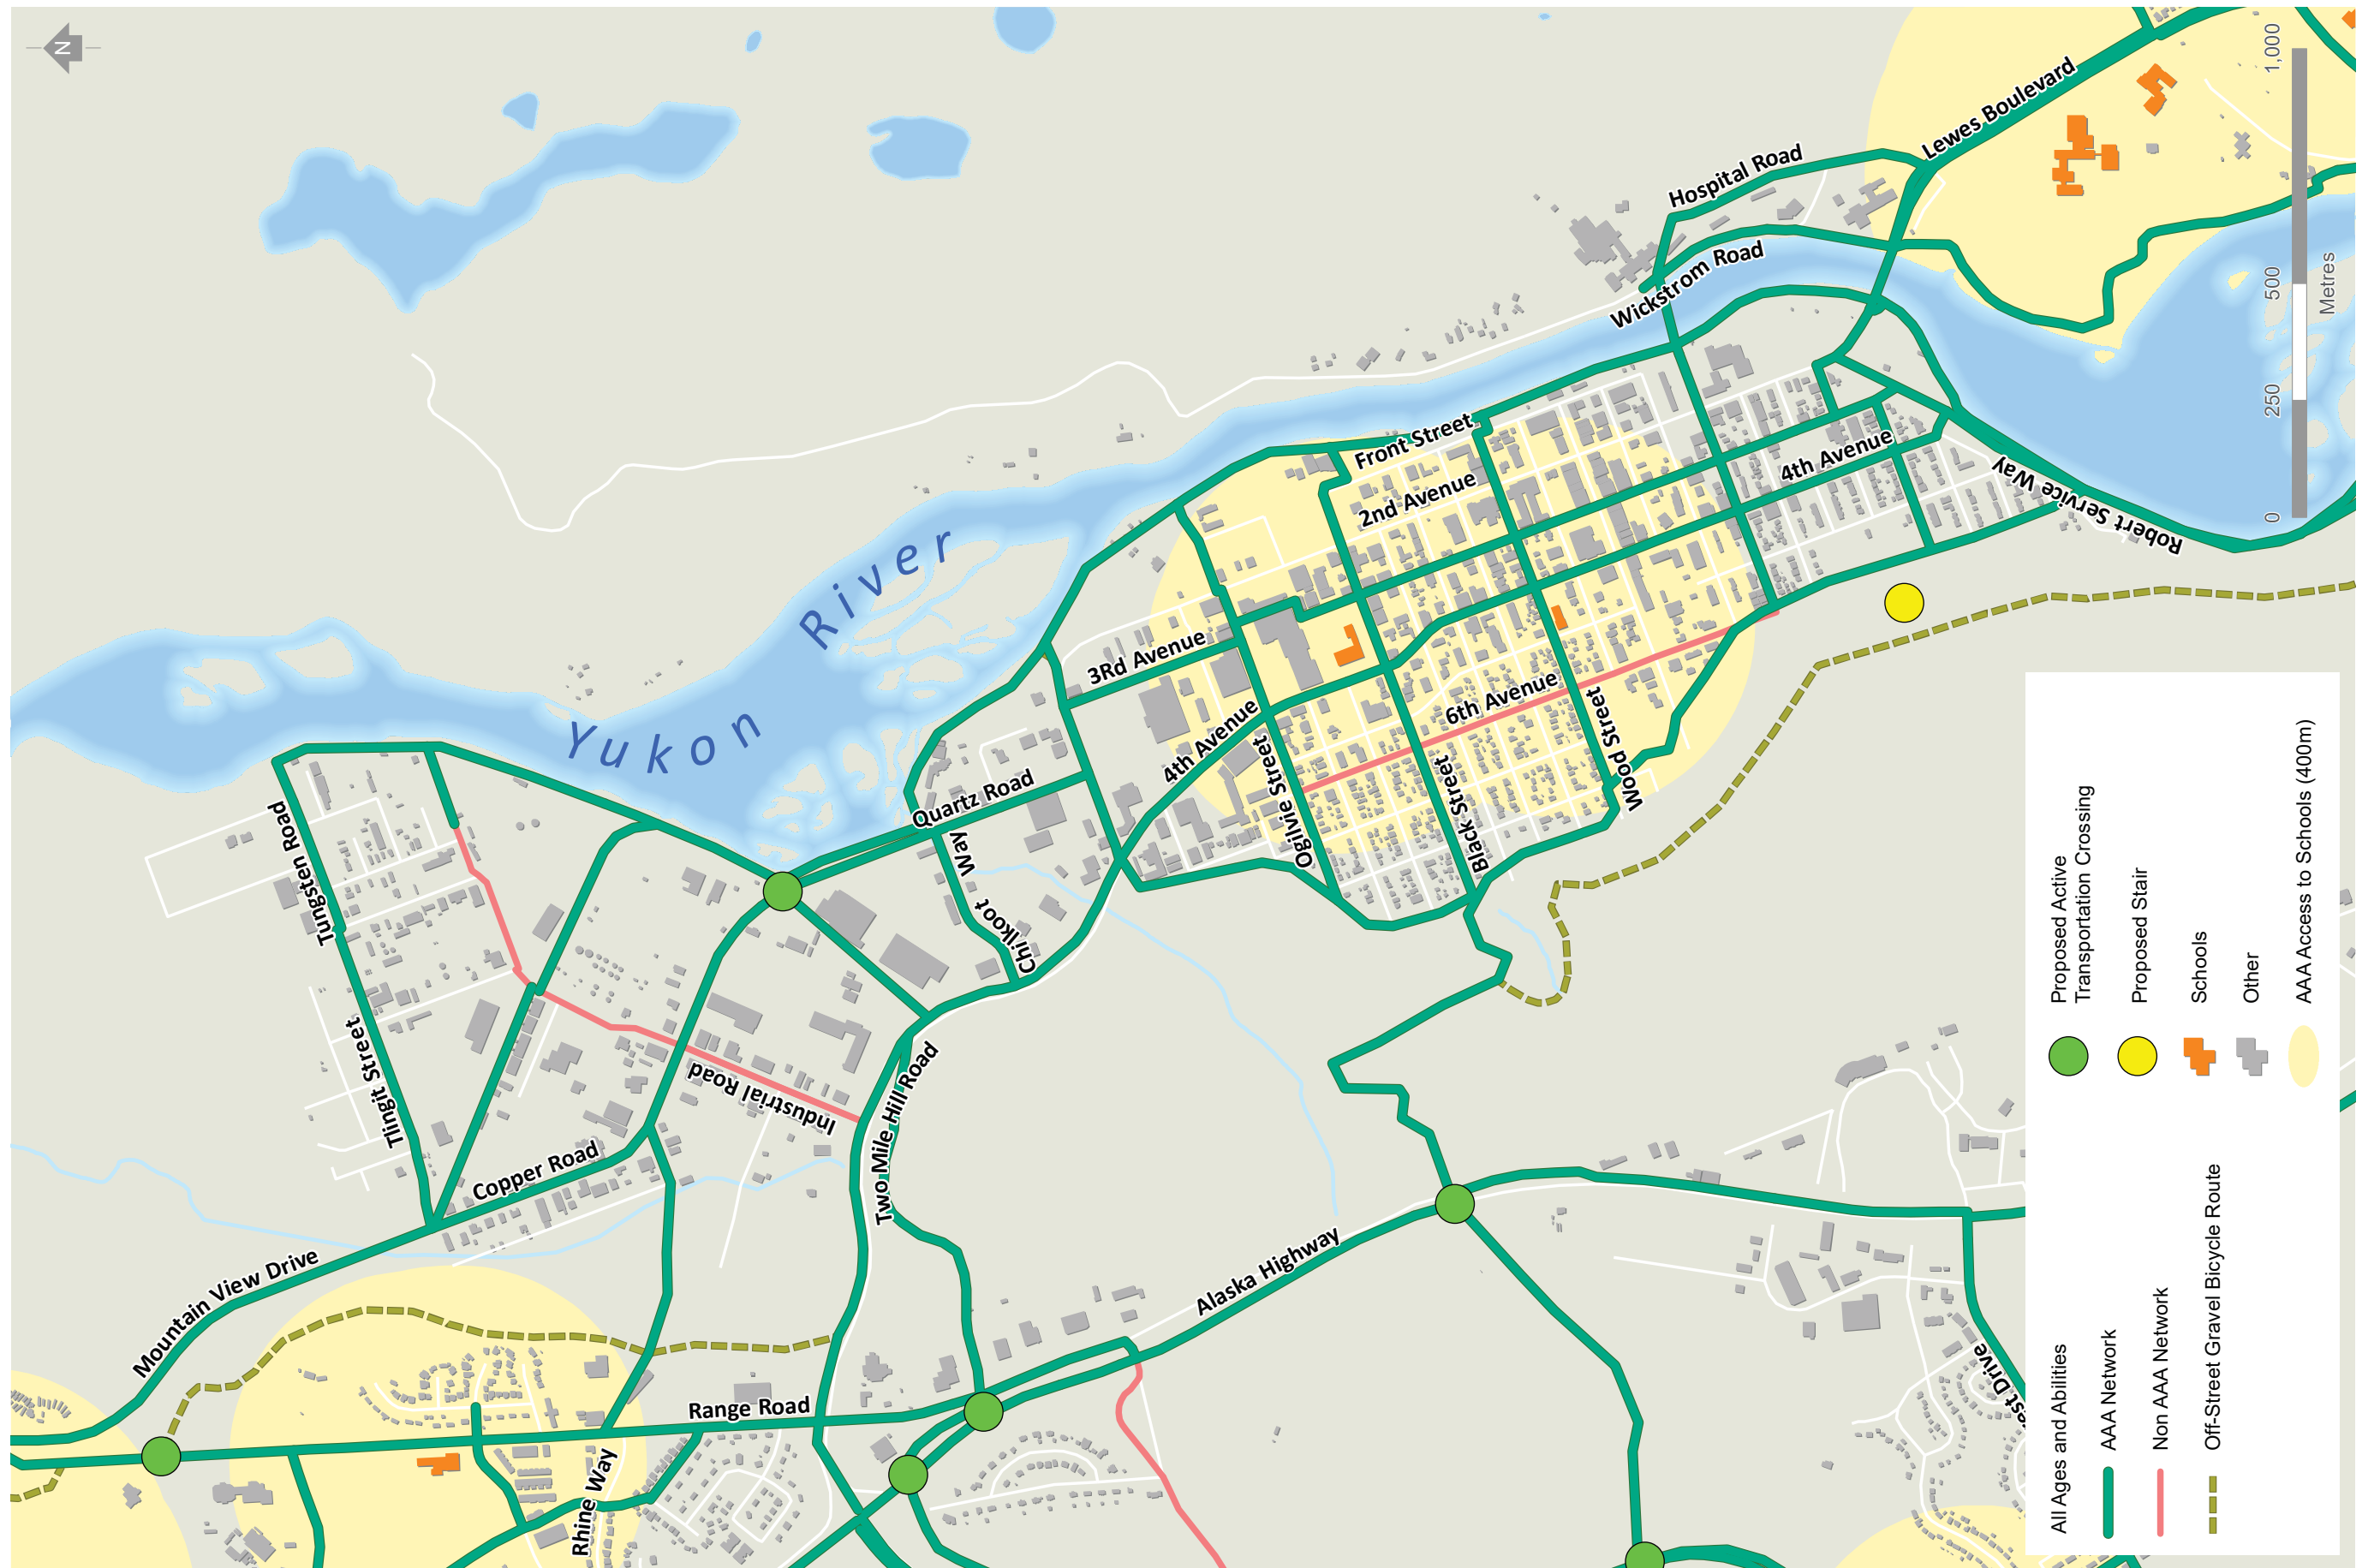 N
Mountain View Drive
Copper Road
Tlingit Street
Tungsten Road
Industrial Road
Two Mile Hill Road
Range Road
Rhine Way
Alaska Highway
Yukon River
Quartz Road
Chilkoot Way
3Rd Avenue
4th Avenue
Ogilvie Street
Black Street
Wood Street
6th Avenue
2nd Avenue
Front Street
4th Avenue
Robert Service Way
Wickstrom Road
Hospital Road
Lewes Boulevard
ast Drive
All Ages and Abilities
AAA Network
Non AAA Network
Off-Street Gravel Bicycle Route
Proposed Active
Transportation Crossing
Proposed Stair
Schools
Other
AAA Access to Schools (400m)
0 250 500 1,000
Metres